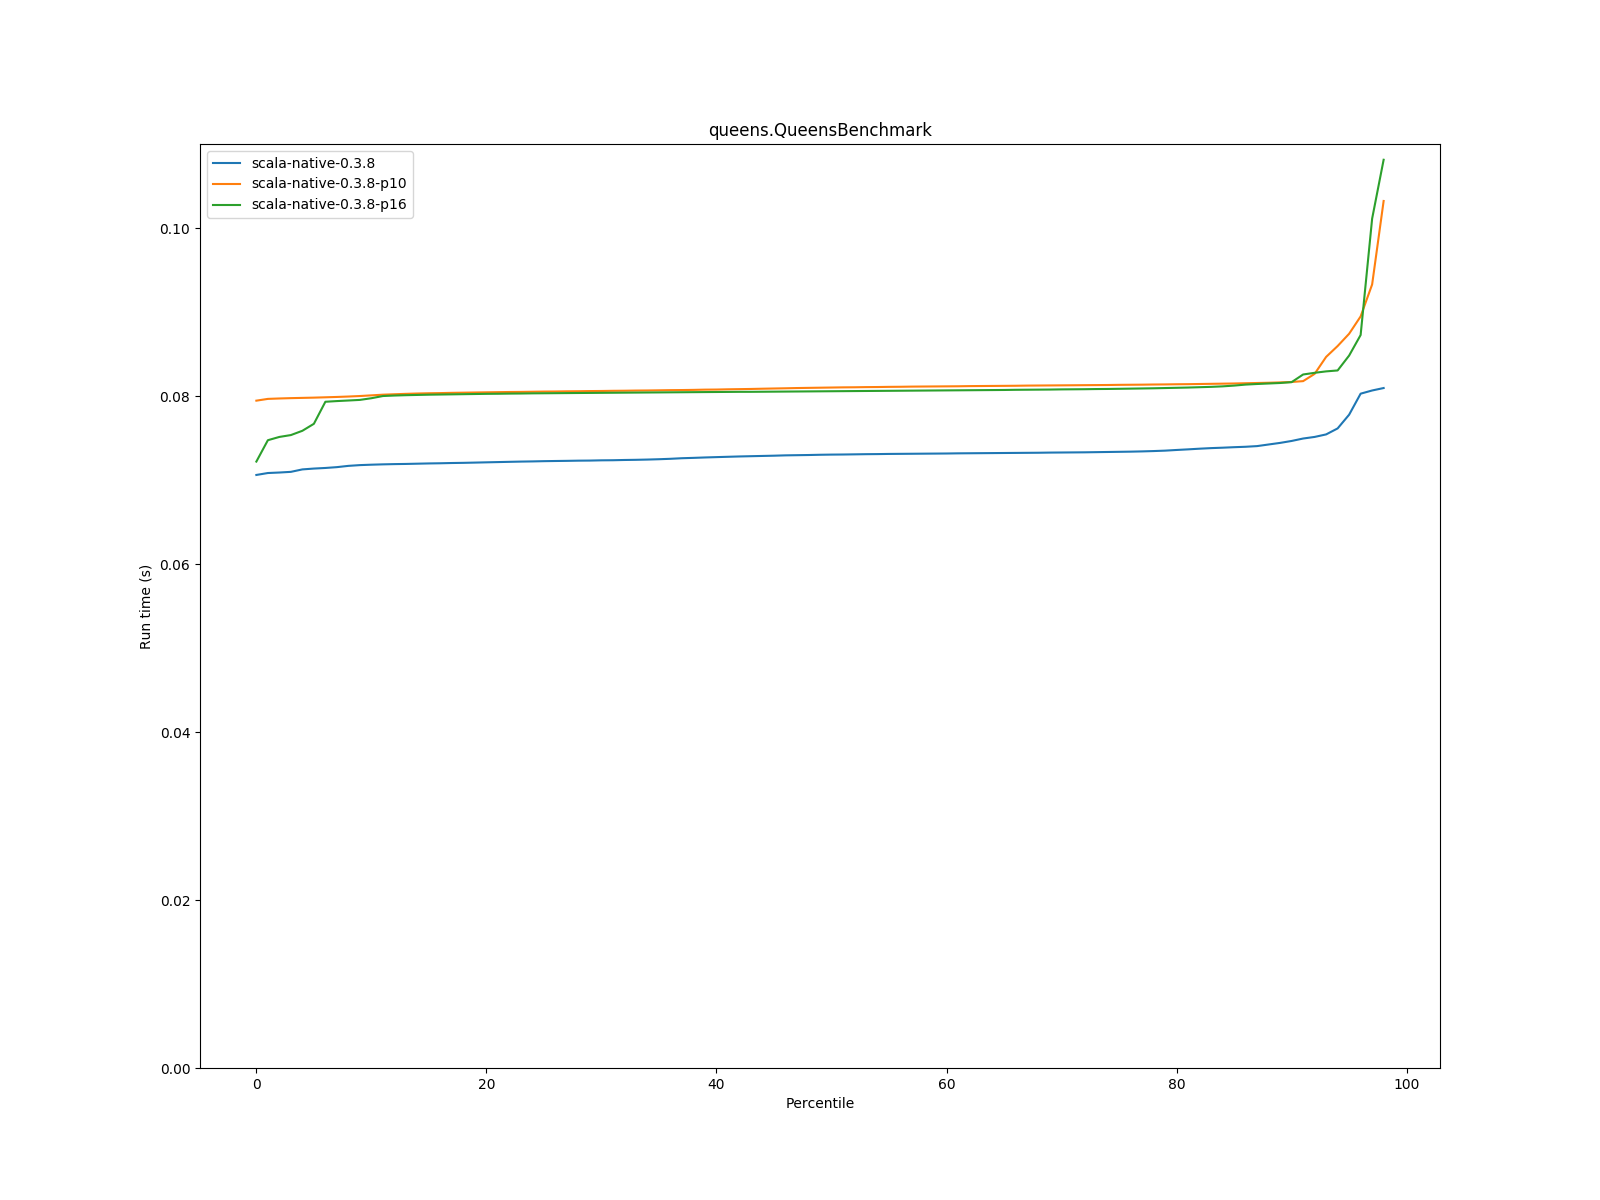 queens.QueensBenchmark
scala-native-0.3.8
scala-native-0.3.8-p10
scala-native-0.3.8-p16
0.10
0.08
0.06
0.04
0.02
0.00
Run time (s)
0 20 40 60 80 100
Percentile